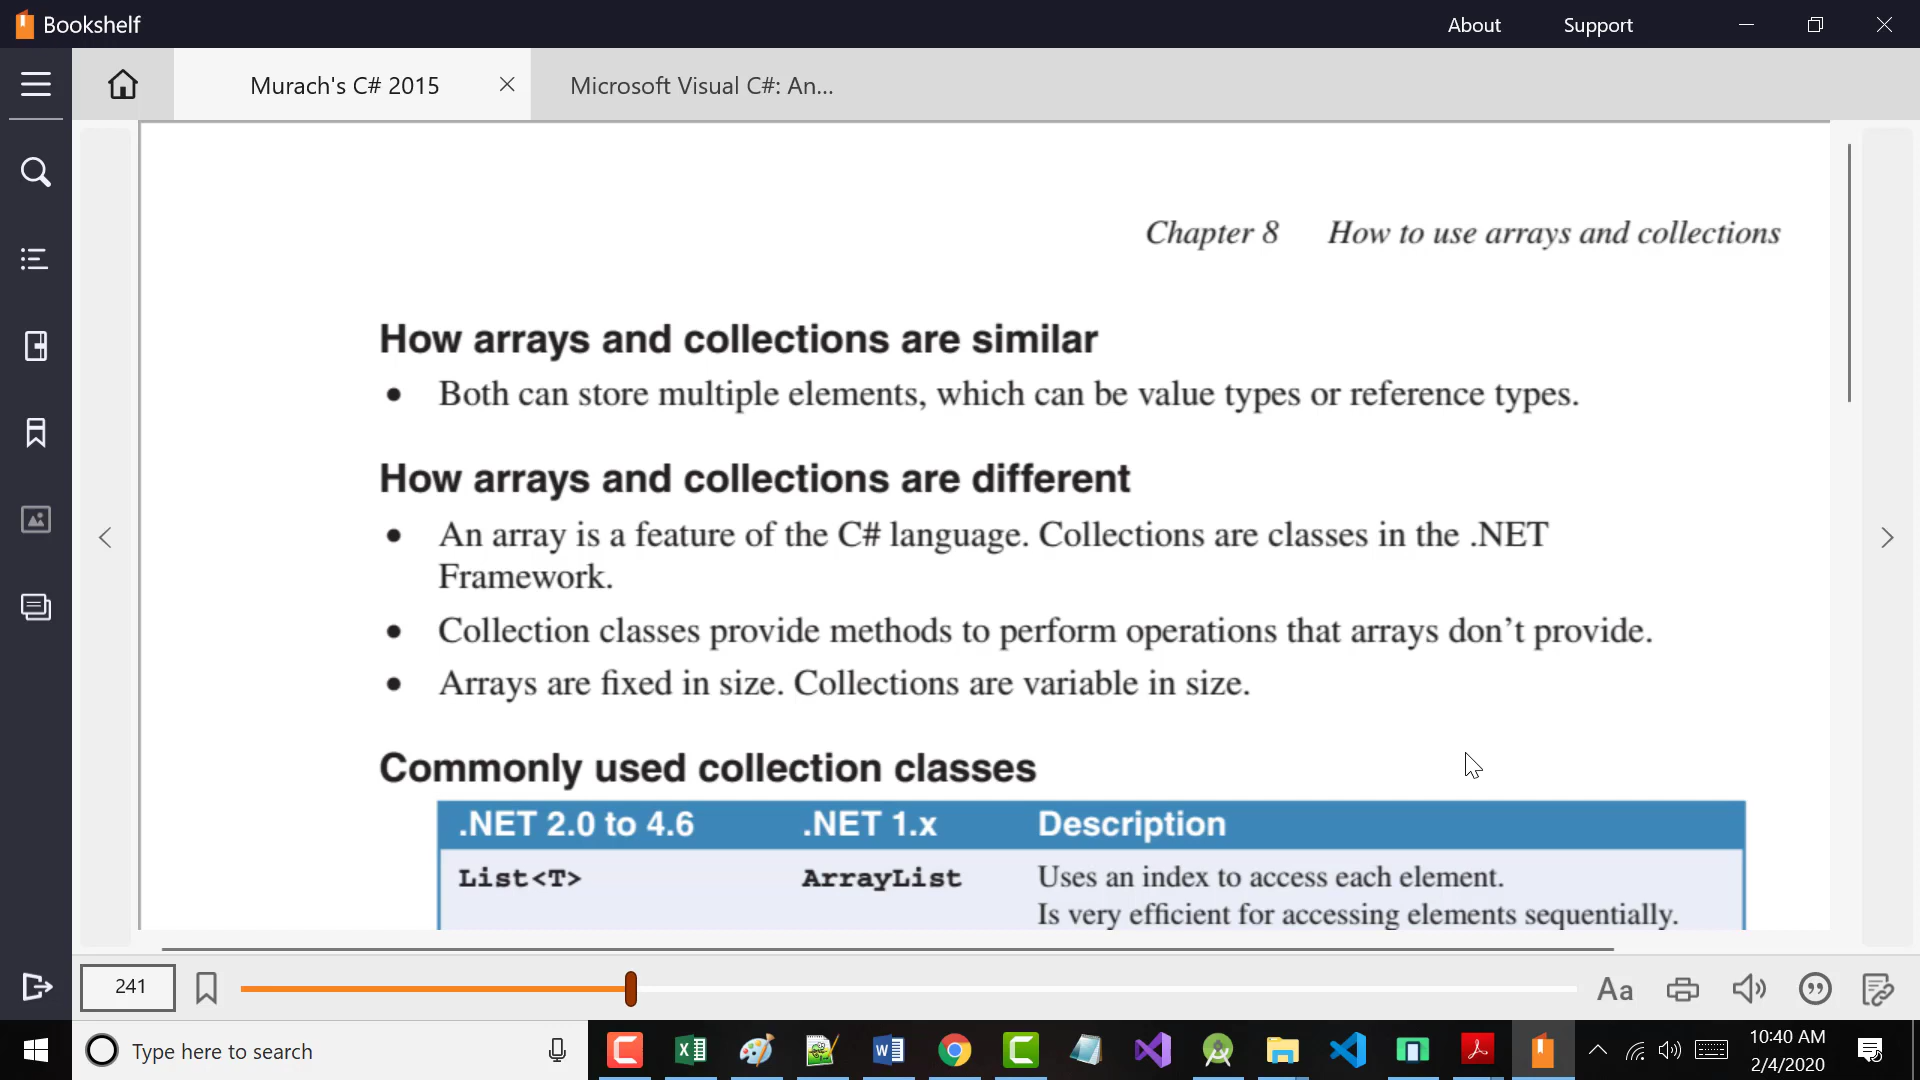 Bookshelf
About Support
Murach's C# 2015 Microsoft Visual C#: An...
Chapter 8 How to use arrays and collections
How arrays and collections are similar
• Both can store multiple elements, which can be value types or reference types.
How arrays and collections are different
• An array is a feature of the C# language. Collections are classes in the .NET
Framework.
• Collection classes provide methods to perform operations that arrays don't provide.
• Arrays are fixed in size. Collections are variable in size.
Commonly used collection classes
.NET 2.0 to 4.6 .NET 1.x Description
List<T> ArrayList Uses an index to access each element.
Is very efficient for accessing elements sequentially.
241
Aa
Type here to search
10:40 AM
2/4/2020